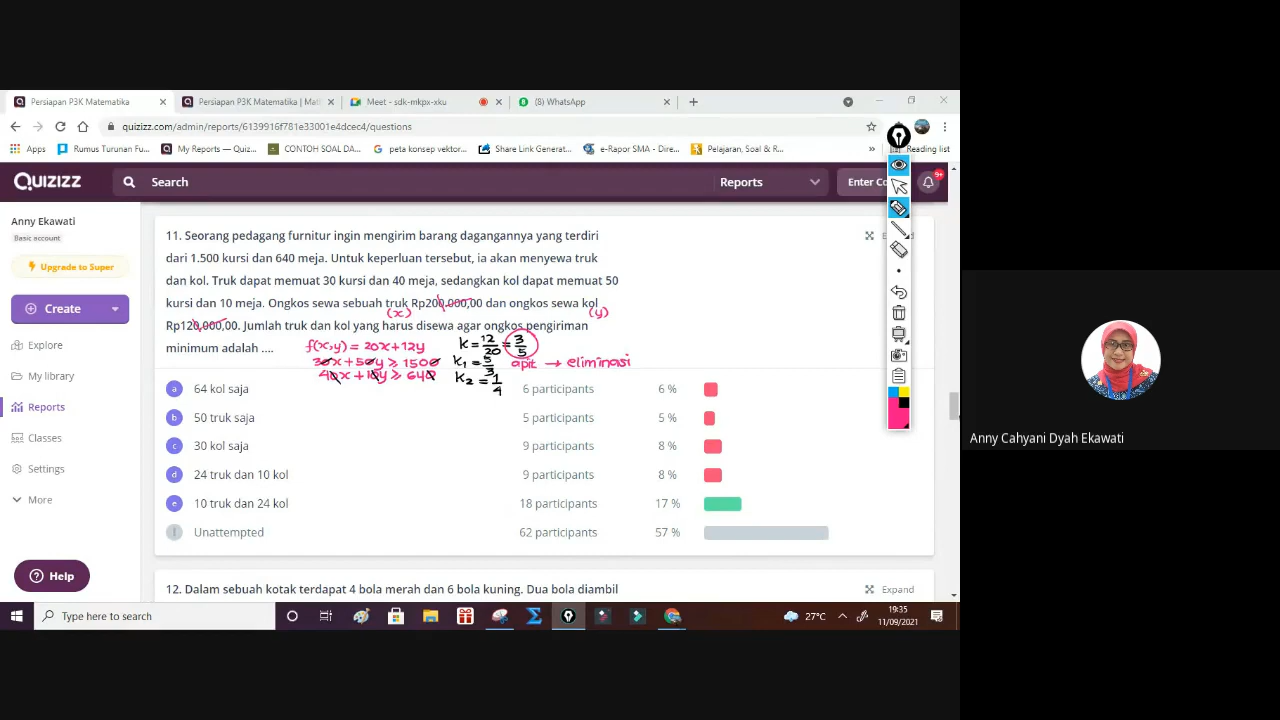 Persiapan P3K Matematika
Persiapan P3K Matematika | Mat
Meet - sdk-mkpx-xku
(8) WhatsApp
quizizz.com/admin/reports/6139916f781e33001e4dcec4/questions
Apps
Rumus Turunan Fu...
My Reports — Quiz...
CONTOH SOAL DA...
peta konsep vektor...
Share Link Generat...
e-Rapor SMA - Dire...
Pelajaran, Soal & R...
»
Reading list
QUIZIZZ
Search
Reports
Enter Co
9+
Anny Ekawati
Basic account
Upgrade to Super
Create
Explore
Reports
Classes
My Library
Settings
More
Help
11. Seorang pedagang furnitur ingin mengirim barang dagangannya yang terdiri
dari 1.500 kursi dan 640 meja. Untuk keperluan tersebut, ia akan menyewa truk
dan kol. Truk dapat memuat 30 kursi dan 40 meja, sedangkan kol dapat memuat 50
kursi dan 10 meja. Ongkos sewa sebuah truk Rp200.000,00 dan ongkos sewa kol
(x) (y)
Rp120.000,00. Jumlah truk dan kol yang harus disewa agar ongkos pengiriman
minimum adalah ....
f(x,y) = 20x+12y
30x+50y ≥ 1500
40x+10y ≥ 640
k = 12/20 = 3/5
k₁ = 5/3
k₂ = 1/4
apit → eliminasi
a 64 kol saja 6 participants 6 %
b 50 truk saja 5 participants 5 %
c 30 kol saja 9 participants 8 %
d 24 truk dan 10 kol 9 participants 8 %
e 10 truk dan 24 kol 18 participants 17 %
Unattempted 62 participants 57 %
12. Dalam sebuah kotak terdapat 4 bola merah dan 6 bola kuning. Dua bola diambil
Expand
Type here to search
27°C
19:35
11/09/2021
Anny Cahyani Dyah Ekawati